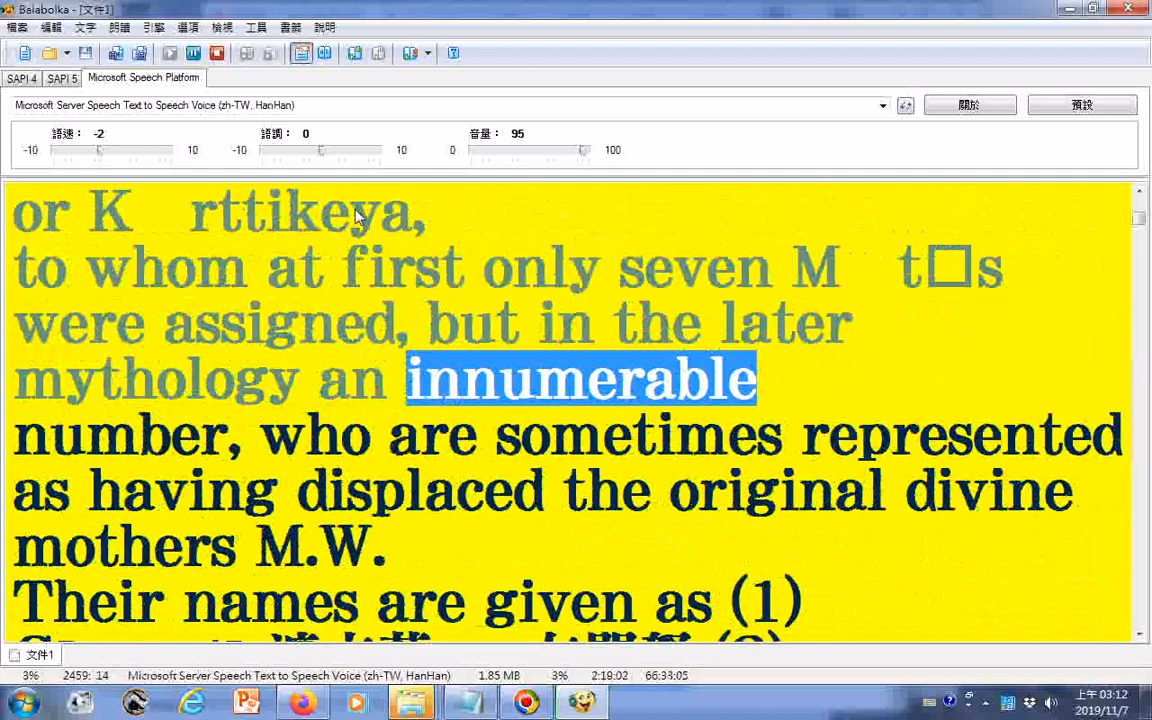 Balabolka - [文件1]
檔案 編輯 文字 朗讀 引擎 選項 檢視 工具 書籤 說明
SAPI 4 SAPI 5 Microsoft Speech Platform
Microsoft Server Speech Text to Speech Voice (zh-TW, HanHan)
關於 預設
語速： -2 語調： 0 音量： 95
-10 10 -10 10 0 100
or K rttikeya,
to whom at first only seven M t□s
were assigned, but in the later
mythology an innumerable
number, who are sometimes represented
as having displaced the original divine
mothers M.W.
Their names are given as (1)
文件1
3% 2459: 14 Microsoft Server Speech Text to Speech Voice (zh-TW, HanHan) 1.85 MB 3% 2:19:02 66:33:05
上午 03:12
2019/11/7